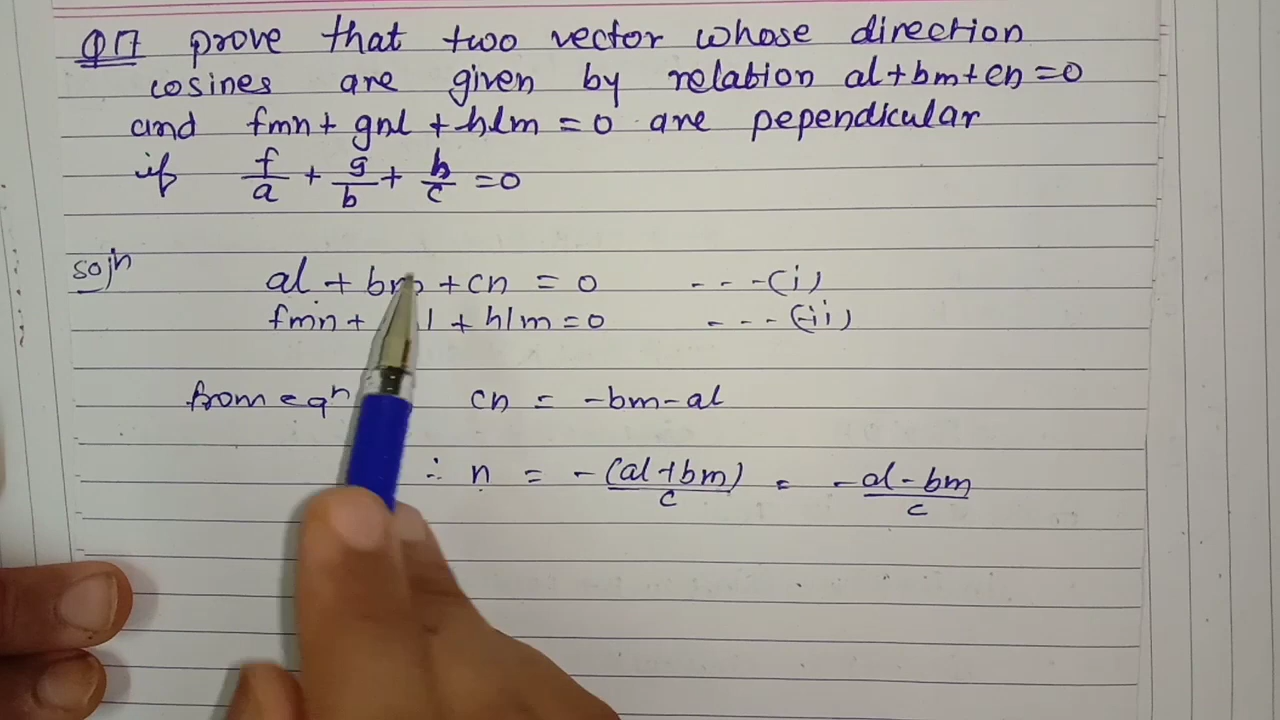 Q17 prove that two vector whose direction
cosines are given by relation al+bm+cn=0
and fmn+ gnl +hlm =0 are pependicular
if f/a + g/b + h/c =0
soln
al + bm +cn = 0 - - -(i)
fmn+ l + hlm=0 - - - (ii)
from eqn cn = -bm-al
∴ n = -(al+bm)/c = -al-bm/c